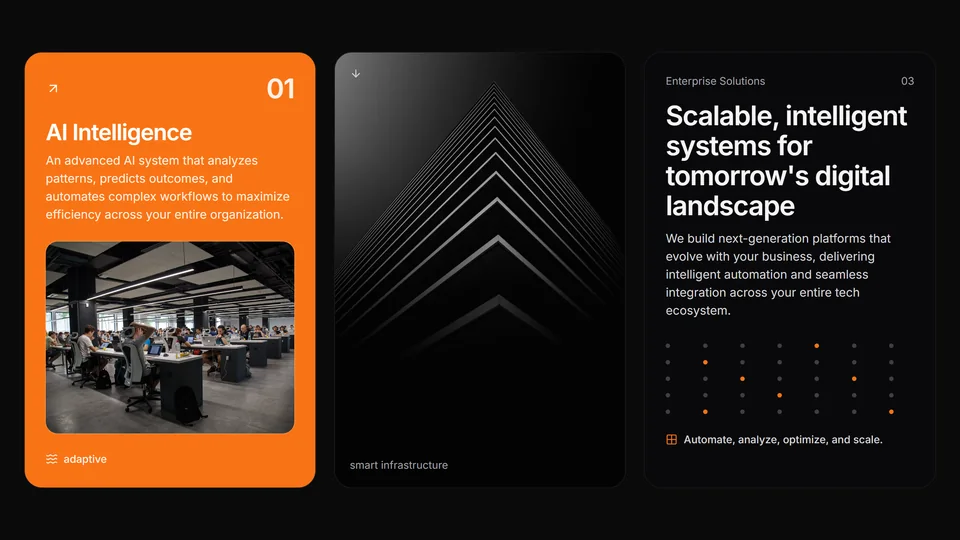 01
AI Intelligence
An advanced AI system that analyzes
patterns, predicts outcomes, and
automates complex workflows to maximize
efficiency across your entire organization.
adaptive
smart infrastructure
Enterprise Solutions
03
Scalable, intelligent
systems for
tomorrow's digital
landscape
We build next-generation platforms that
evolve with your business, delivering
intelligent automation and seamless
integration across your entire tech
ecosystem.
Automate, analyze, optimize, and scale.